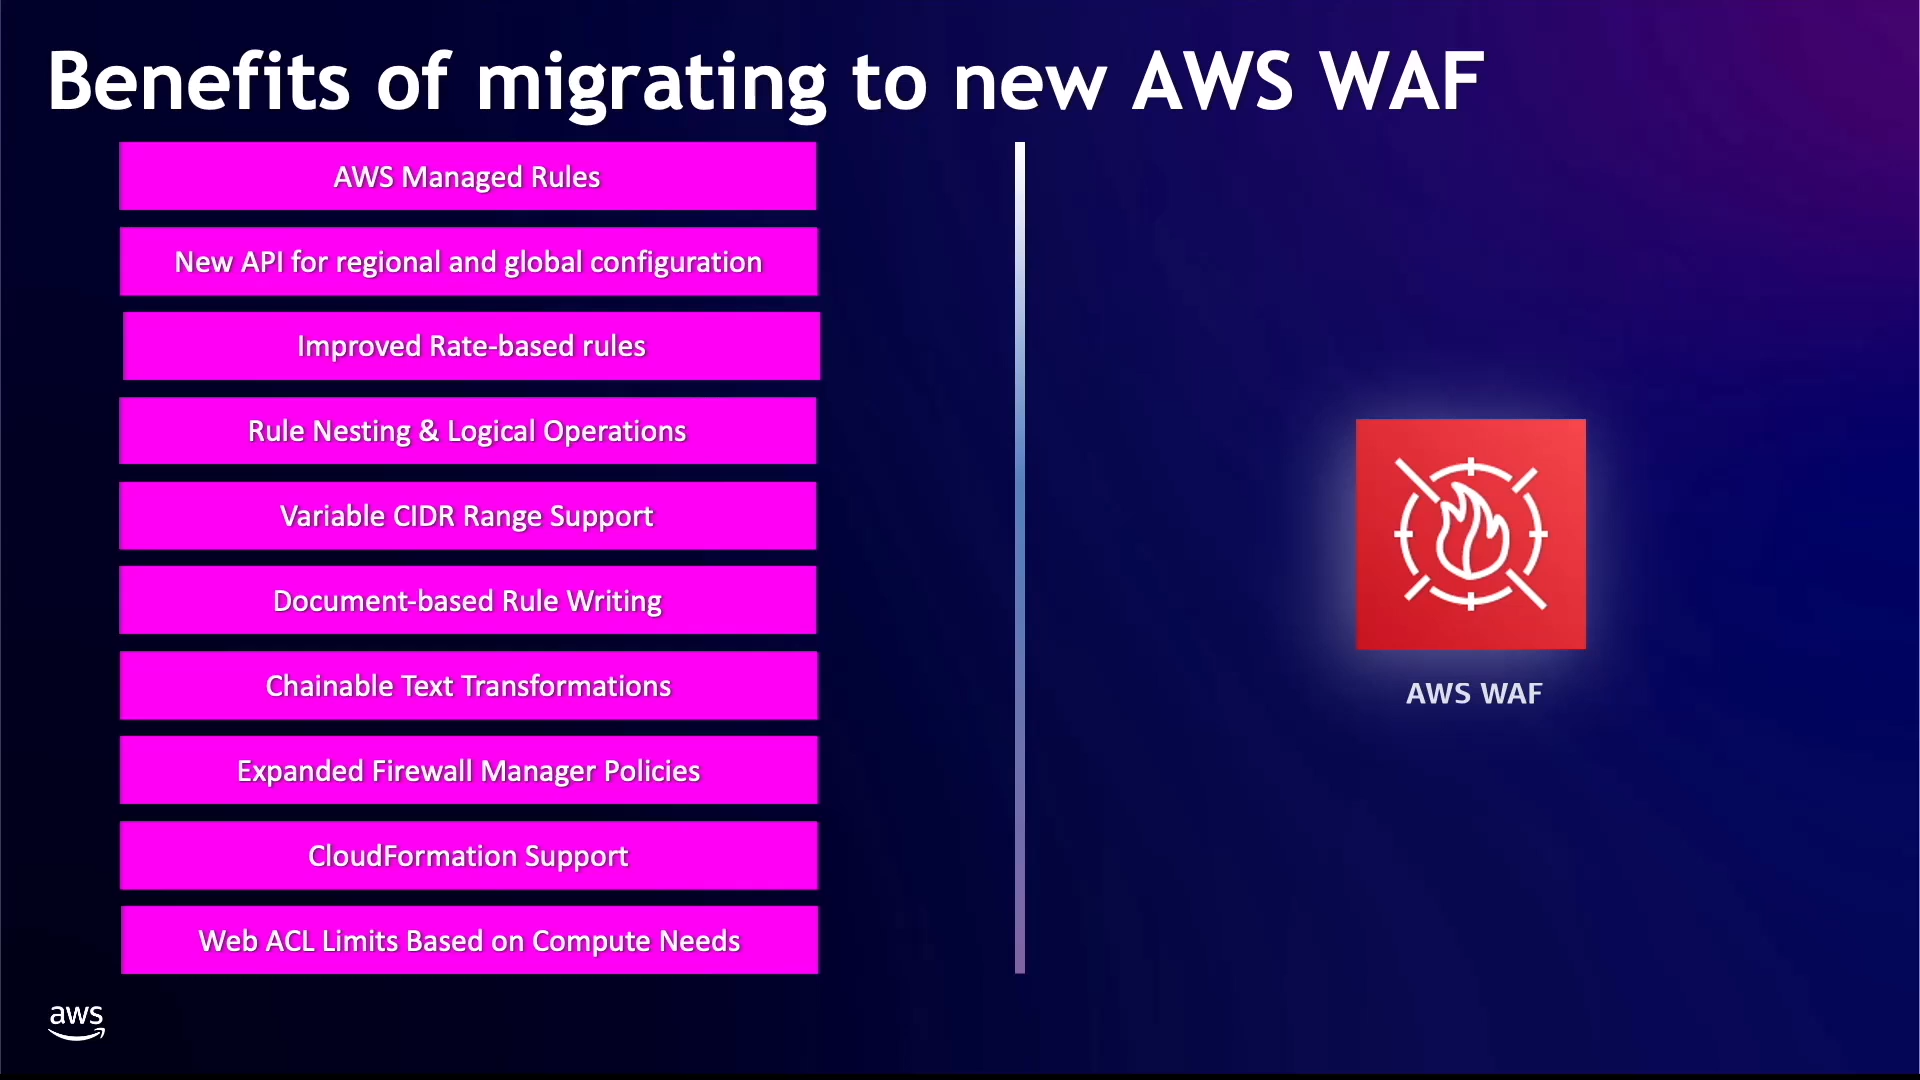 Benefits of migrating to new AWS WAF
AWS Managed Rules
New API for regional and global configuration
Improved Rate-based rules
Rule Nesting & Logical Operations
Variable CIDR Range Support
Document-based Rule Writing
Chainable Text Transformations
Expanded Firewall Manager Policies
CloudFormation Support
Web ACL Limits Based on Compute Needs
AWS WAF
aws